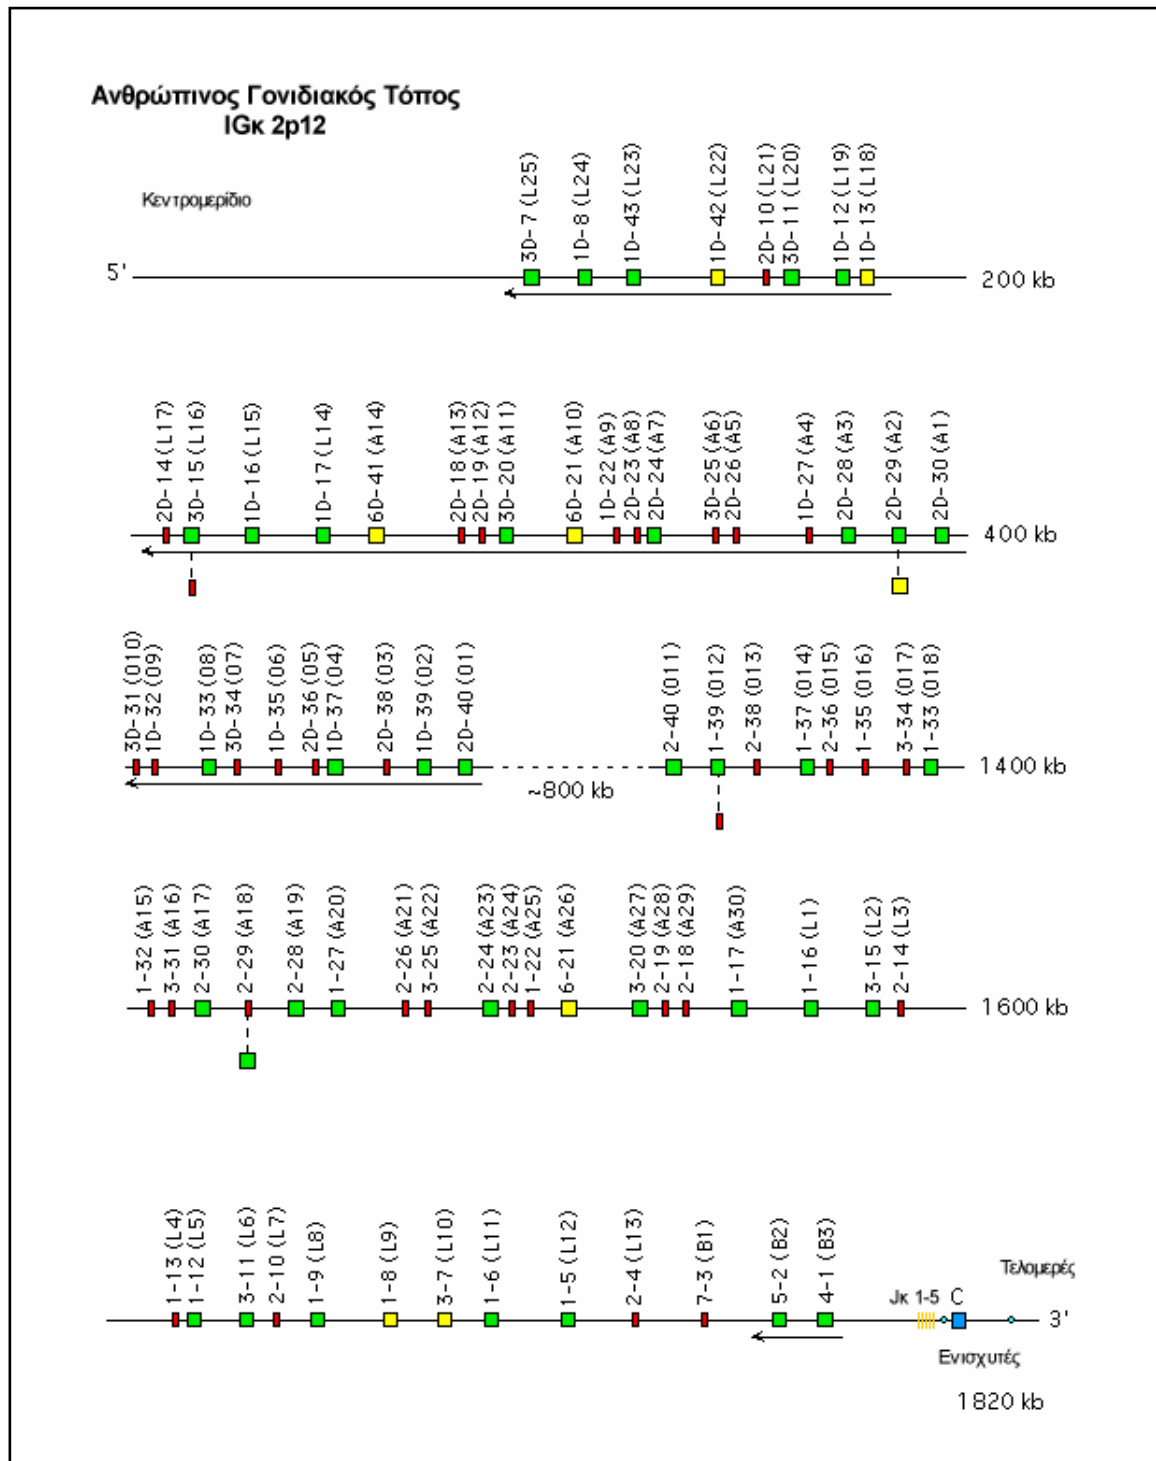 Ανθρώπινος Γονιδιακός Τόπος
IGκ 2p12
Κεντρομερίδιο
3D-7 (L25)
1D-8 (L24)
1D-43 (L23)
1D-42 (L22)
2D-10 (L21)
3D-11 (L20)
1D-12 (L19)
1D-13 (L18)
5'
200 kb
2D-14 (L17)
3D-15 (L16)
1D-16 (L15)
1D-17 (L14)
6D-41 (A14)
2D-18 (A13)
2D-19 (A12)
3D-20 (A11)
6D-21 (A10)
1D-22 (A9)
2D-23 (A8)
2D-24 (A7)
3D-25 (A6)
2D-26 (A5)
1D-27 (A4)
2D-28 (A3)
2D-29 (A2)
2D-30 (A1)
400 kb
3D-31 (O10)
1D-32 (O9)
1D-33 (O8)
3D-34 (O7)
1D-35 (O6)
2D-36 (O5)
1D-37 (O4)
2D-38 (O3)
1D-39 (O2)
2D-40 (O1)
2-40 (O11)
1-39 (O12)
2-38 (O13)
1-37 (O14)
2-36 (O15)
1-35 (O16)
3-34 (O17)
1-33 (O18)
~800 kb
1400 kb
1-32 (A15)
3-31 (A16)
2-30 (A17)
2-29 (A18)
2-28 (A19)
1-27 (A20)
2-26 (A21)
3-25 (A22)
2-24 (A23)
2-23 (A24)
1-22 (A25)
6-21 (A26)
3-20 (A27)
2-19 (A28)
2-18 (A29)
1-17 (A30)
1-16 (L1)
3-15 (L2)
2-14 (L3)
1600 kb
1-13 (L4)
1-12 (L5)
3-11 (L6)
2-10 (L7)
1-9 (L8)
1-8 (L9)
3-7 (L10)
1-6 (L11)
1-5 (L12)
2-4 (L13)
7-3 (B1)
5-2 (B2)
4-1 (B3)
Τελομερές
Jκ 1-5 C
3'
Ενισχυτές
1820 kb